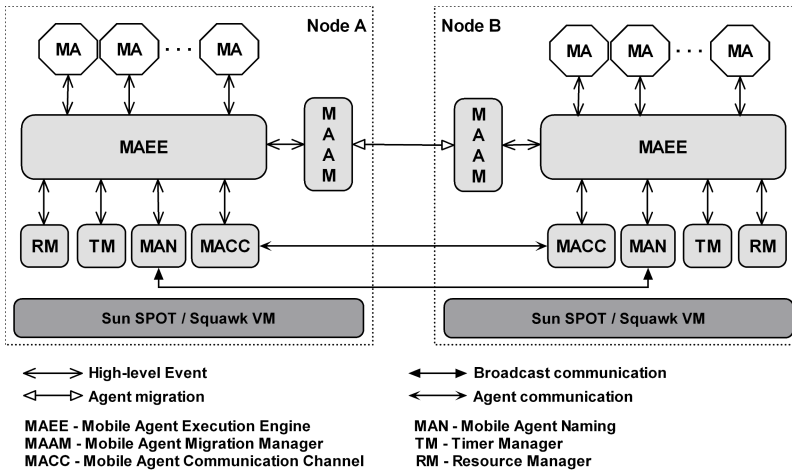 Node A
Node B
MA MA · · · MA
MA MA · · · MA
MAEE
MAAM
MAAM
MAEE
RM TM MAN MACC
MACC MAN TM RM
Sun SPOT / Squawk VM
Sun SPOT / Squawk VM
High-level Event
Broadcast communication
Agent migration
Agent communication
MAEE - Mobile Agent Execution Engine
MAN - Mobile Agent Naming
MAAM - Mobile Agent Migration Manager
TM - Timer Manager
MACC - Mobile Agent Communication Channel
RM - Resource Manager